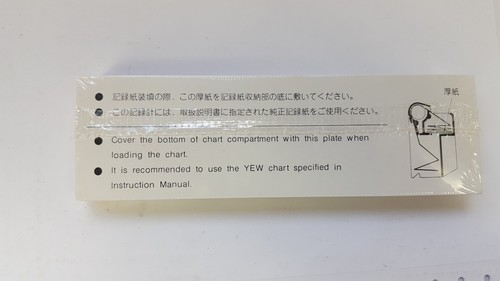 ● 記録紙装填の際、この厚紙を記録紙収納部の底に敷いてください。
● この記録計には、取扱説明書に指定された純正記録紙をご使用ください。
● Cover the bottom of chart compartment with this plate when
loading the chart.
● It is recommended to use the YEW chart specified in
Instruction Manual.
厚紙